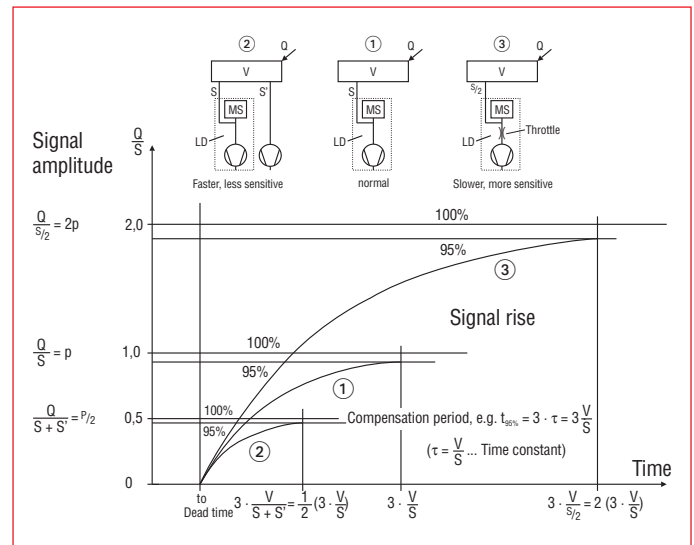 ② Q ① Q ③ Q
V V V
S S' S S/2
MS MS MS
LD LD LD Throttle
Faster, less sensitive normal Slower, more sensitive
Signal
amplitude
Q/S
100%
Q/(S/2) = 2p 2,0
95%
③
Signal rise
Q/S = p 1,0 100%
95%
①
Q/(S + S') = P/2 0,5 100%
95%
②
Compensation period, e.g. t95% = 3 · τ = 3 V/S
(τ = V/S ... Time constant)
0 Time
to
Dead time
3 · V/(S + S') = 1/2 (3 · V/S) 3 · V/S 3 · V/(S/2) = 2 (3 · V/S)